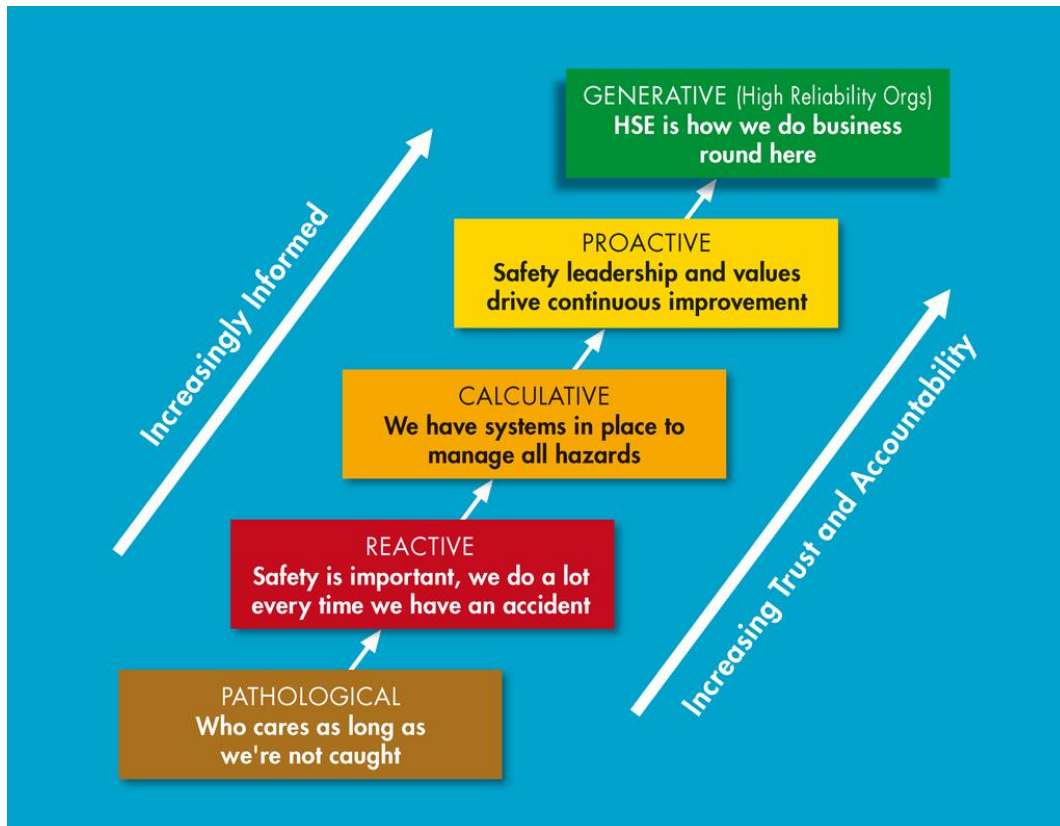 GENERATIVE (High Reliability Orgs)
HSE is how we do business
round here
Increasingly Informed
PROACTIVE
Safety leadership and values
drive continuous improvement
CALCULATIVE
We have systems in place to
manage all hazards
Increasing Trust and Accountability
REACTIVE
Safety is important, we do a lot
every time we have an accident
PATHOLOGICAL
Who cares as long as
we're not caught